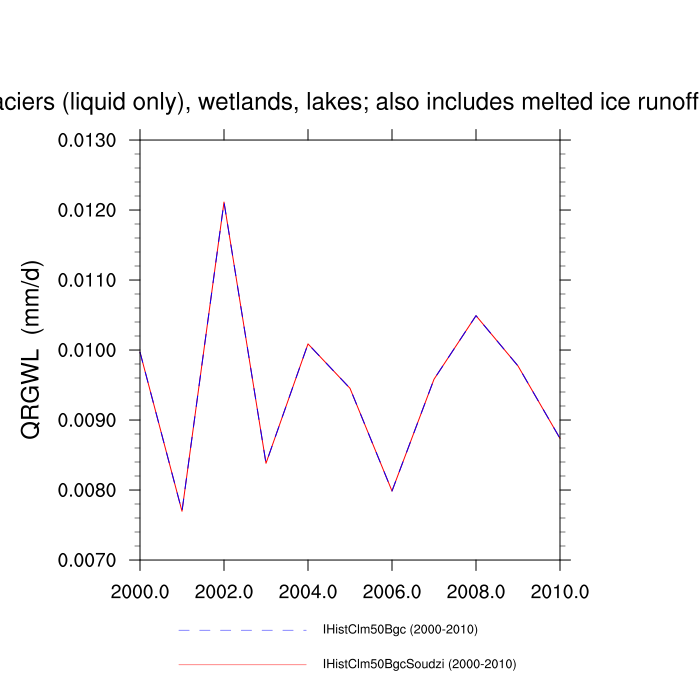 aciers (liquid only), wetlands, lakes; also includes melted ice runoff
0.0130
0.0120
0.0110
0.0100
0.0090
0.0080
0.0070
QRGWL (mm/d)
2000.0 2002.0 2004.0 2006.0 2008.0 2010.0
IHistClm50Bgc (2000-2010)
IHistClm50BgcSoudzi (2000-2010)